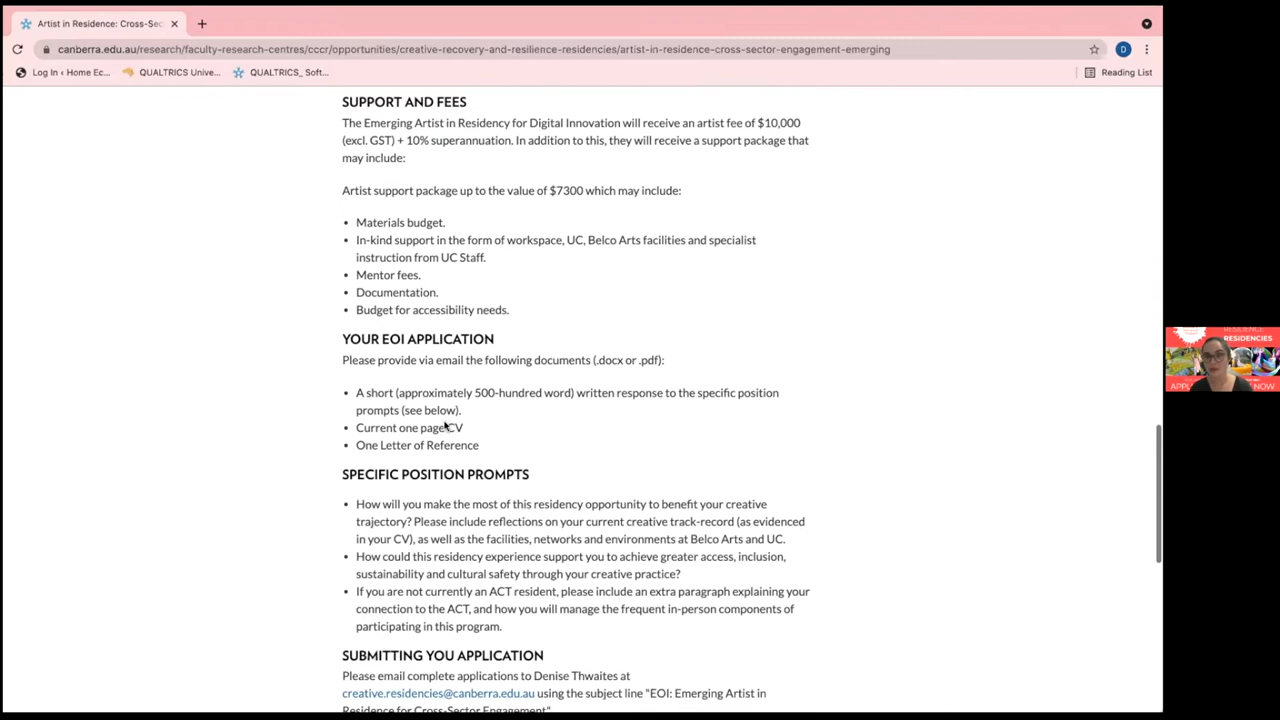 Artist in Residence: Cross-Sec
canberra.edu.au/research/faculty-research-centres/cccr/opportunities/creative-recovery-and-resilience-residencies/artist-in-residence-cross-sector-engagement-emerging
D
Log In ‹ Home Ec...
QUALTRICS Unive...
QUALTRICS_ Soft...
Reading List
SUPPORT AND FEES
The Emerging Artist in Residency for Digital Innovation will receive an artist fee of $10,000
(excl. GST) + 10% superannuation. In addition to this, they will receive a support package that
may include:
Artist support package up to the value of $7300 which may include:
• Materials budget.
• In-kind support in the form of workspace, UC, Belco Arts facilities and specialist
instruction from UC Staff.
• Mentor fees.
• Documentation.
• Budget for accessibility needs.
YOUR EOI APPLICATION
Please provide via email the following documents (.docx or .pdf):
• A short (approximately 500-hundred word) written response to the specific position
prompts (see below).
• Current one page CV
• One Letter of Reference
SPECIFIC POSITION PROMPTS
• How will you make the most of this residency opportunity to benefit your creative
trajectory? Please include reflections on your current creative track-record (as evidenced
in your CV), as well as the facilities, networks and environments at Belco Arts and UC.
• How could this residency experience support you to achieve greater access, inclusion,
sustainability and cultural safety through your creative practice?
• If you are not currently an ACT resident, please include an extra paragraph explaining your
connection to the ACT, and how you will manage the frequent in-person components of
participating in this program.
SUBMITTING YOU APPLICATION
Please email complete applications to Denise Thwaites at
creative.residencies@canberra.edu.au using the subject line "EOI: Emerging Artist in
Residence for Cross-Sector Engagement"
RESIDENCE
RESIDENCIES
NOW